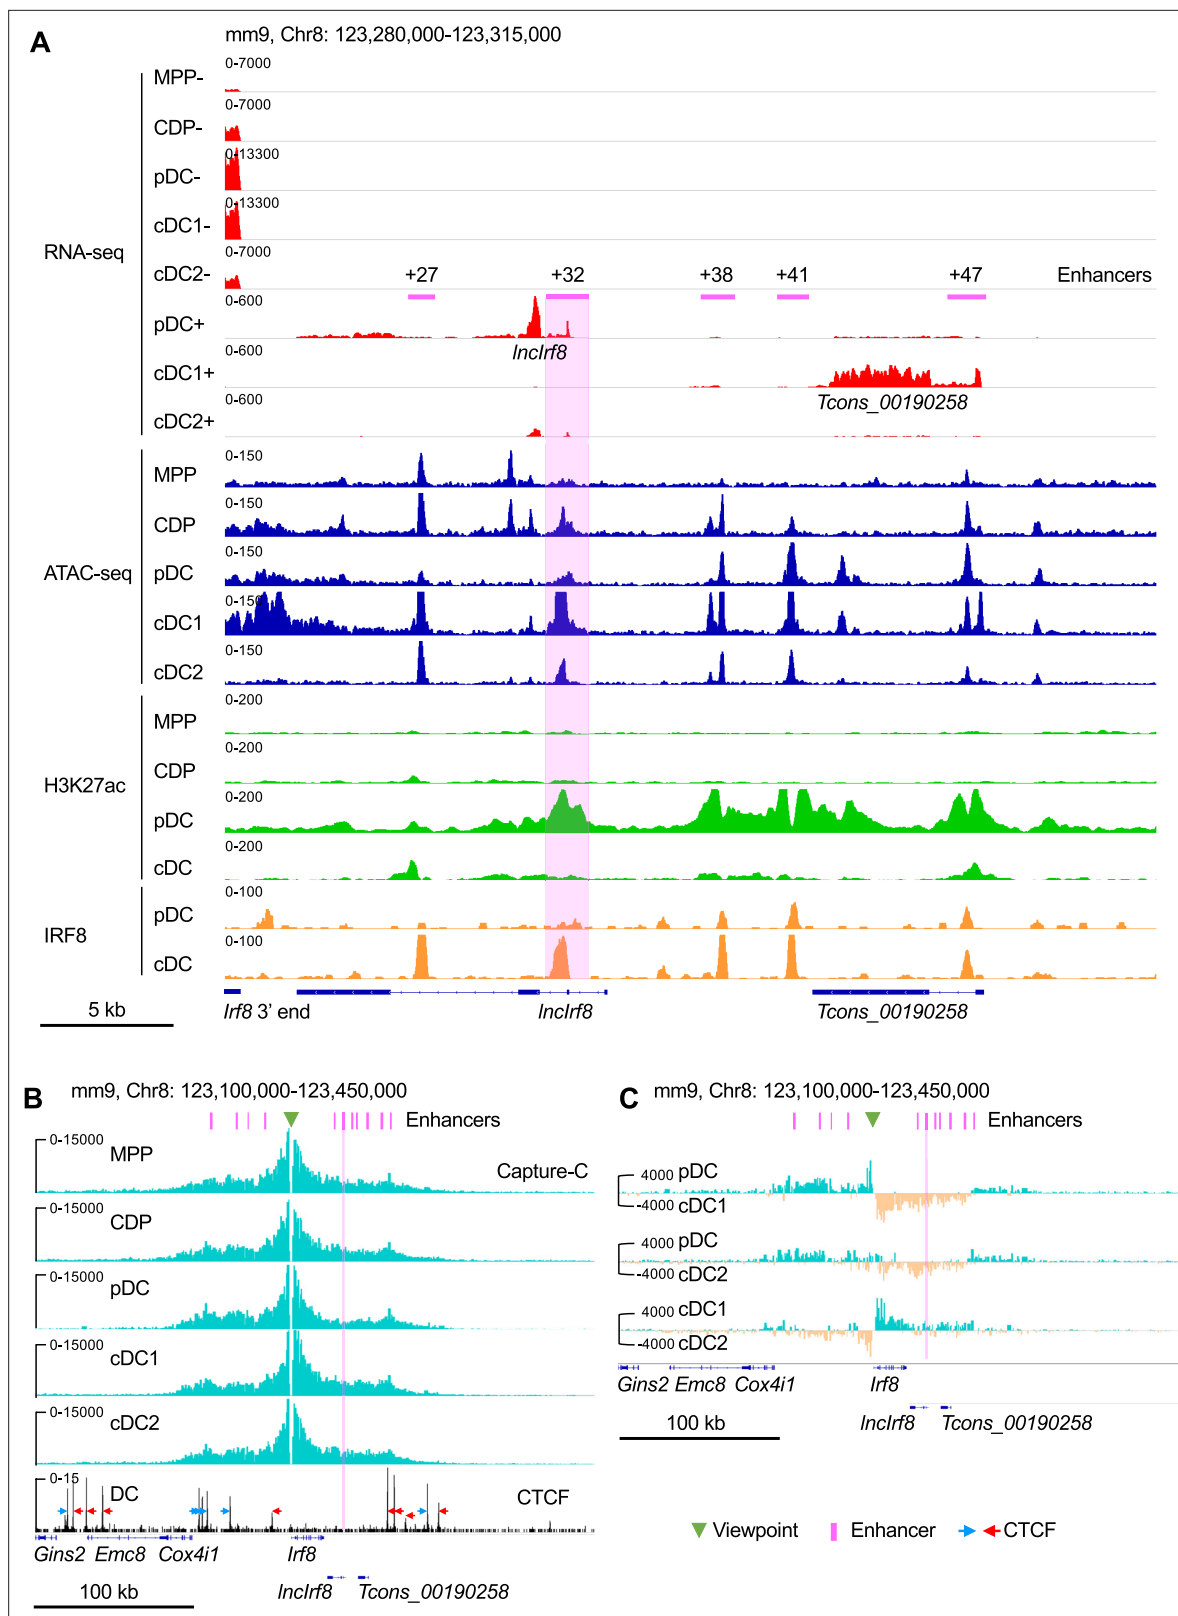 A
mm9, Chr8: 123,280,000-123,315,000
RNA-seq
MPP- 0-7000
CDP- 0-7000
pDC- 0-13300
cDC1- 0-13300
cDC2- 0-7000
+27 +32 +38 +41 +47 Enhancers
pDC+ 0-600
lncIrf8
cDC1+ 0-600
Tcons_00190258
cDC2+ 0-600
ATAC-seq
MPP 0-150
CDP 0-150
pDC 0-150
cDC1 0-150
cDC2 0-150
H3K27ac
MPP 0-200
CDP 0-200
pDC 0-200
cDC 0-200
IRF8
pDC 0-100
cDC 0-100
5 kb
Irf8 3' end lncIrf8 Tcons_00190258
B
mm9, Chr8: 123,100,000-123,450,000
Enhancers
0-15000 MPP
Capture-C
0-15000 CDP
0-15000 pDC
0-15000 cDC1
0-15000 cDC2
0-15 DC CTCF
Gins2 Emc8 Cox4i1 Irf8
lncIrf8 Tcons_00190258
100 kb
C
mm9, Chr8: 123,100,000-123,450,000
Enhancers
4000 pDC
-4000 cDC1
4000 pDC
-4000 cDC2
4000 cDC1
-4000 cDC2
Gins2 Emc8 Cox4i1 Irf8
lncIrf8 Tcons_00190258
100 kb
Viewpoint Enhancer CTCF